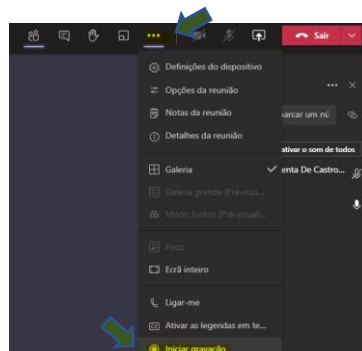 Sair
Definições do dispositivo
Opções da reunião
Notas da reunião
Detalhes da reunião
Galeria
Galeria grande (Pré-visu...
Modo Juntos (Pré-visuali...
Foco
Ecrã inteiro
Ligar-me
Ativar as legendas em te...
Iniciar gravação
arcar um nú
ativar o som de todos
enta De Castro...